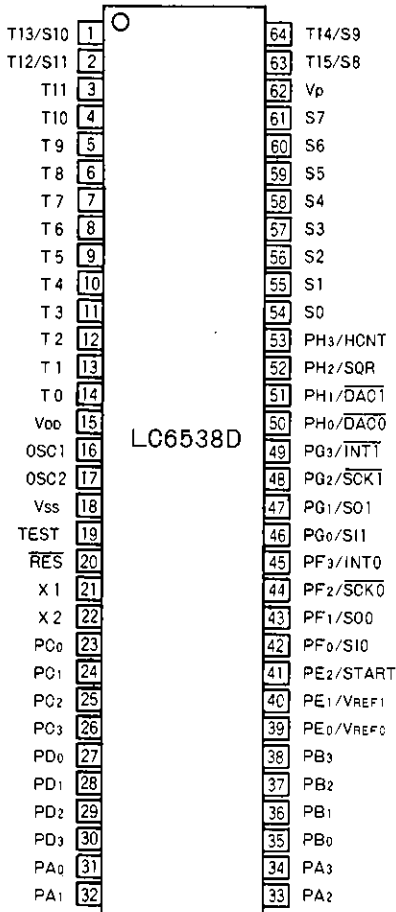 T13/S10 1 64 T14/S9
T12/S11 2 63 T15/S8
T11 3 62 Vp
T10 4 61 S7
T9 5 60 S6
T8 6 59 S5
T7 7 58 S4
T6 8 57 S3
T5 9 56 S2
T4 10 55 S1
T3 11 54 S0
T2 12 53 PH3/HCNT
T1 13 52 PH2/SQR
T0 14 51 PH1/DAC1
VDD 15 50 PH0/DAC0
LC6538D
OSC1 16 49 PG3/INT1
OSC2 17 48 PG2/SCK1
Vss 18 47 PG1/SO1
TEST 19 46 PG0/SI1
RES 20 45 PF3/INT0
X1 21 44 PF2/SCK0
X2 22 43 PF1/SO0
PC0 23 42 PF0/SI0
PC1 24 41 PE2/START
PC2 25 40 PE1/VREF1
PC3 26 39 PE0/VREF0
PD0 27 38 PB3
PD1 28 37 PB2
PD2 29 36 PB1
PD3 30 35 PB0
PA0 31 34 PA3
PA1 32 33 PA2